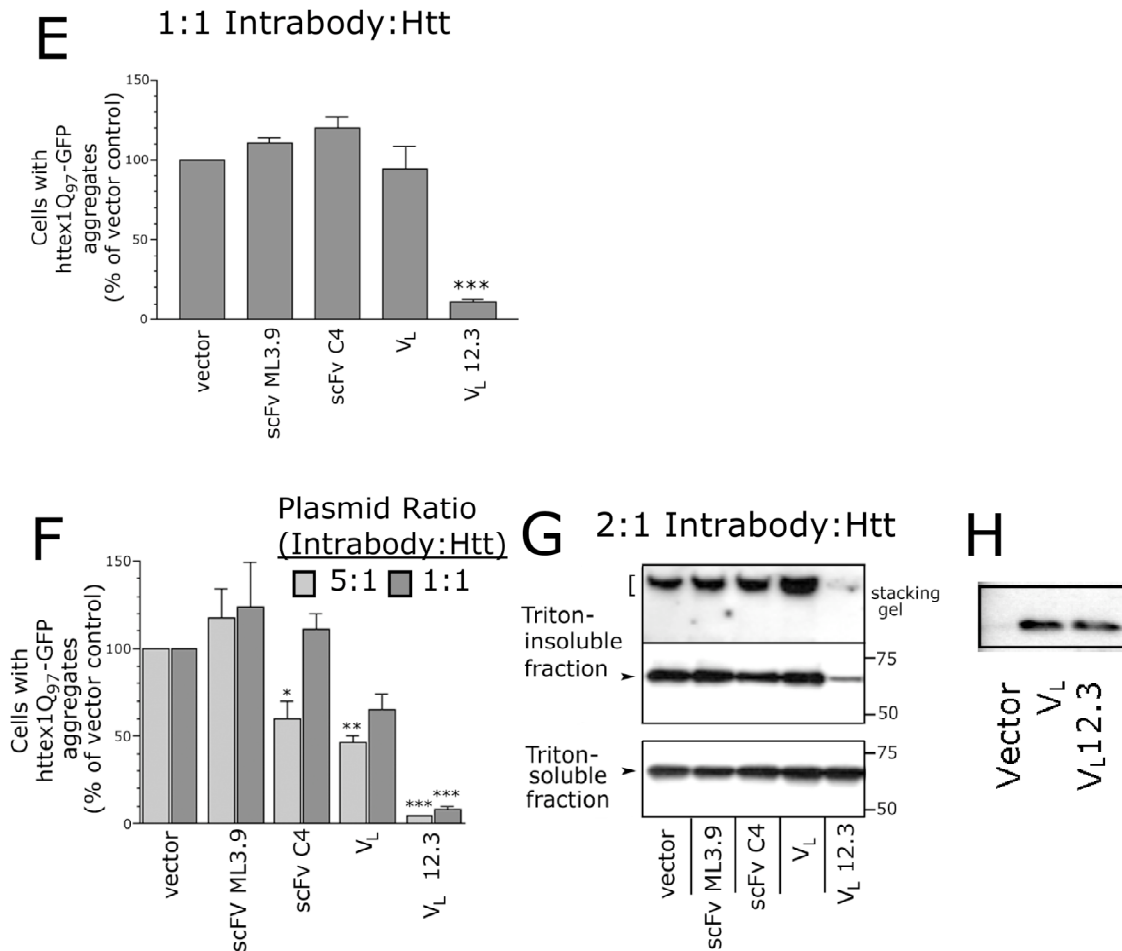 E
1:1 Intrabody:Htt
Cells with
httex1Q97-GFP
aggregates
(% of vector control)
150
100
50
0
***
vector
scFv ML3.9
scFv C4
VL
VL 12.3
F
Plasmid Ratio
(Intrabody:Htt)
5:1
1:1
Cells with
httex1Q97-GFP
aggregates
(% of vector control)
150
100
50
0
*
**
***
***
vector
scFV ML3.9
scFv C4
VL
VL 12.3
G
2:1 Intrabody:Htt
[
stacking
gel
Triton-
insoluble
fraction
75
50
Triton-
soluble
fraction
75
50
vector
scFv ML3.9
scFv C4
VL
VL 12.3
H
Vector
VL
VL12.3